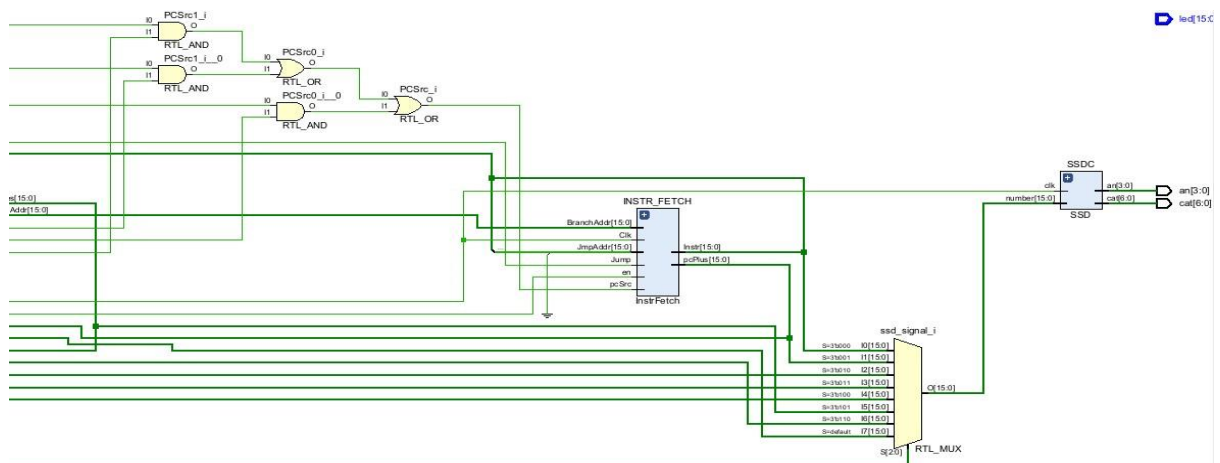 PCSrc1_i
I0
I1
O
RTL_AND
PCSrc1_i__0
I0
I1
O
RTL_AND
PCSrc0_i
I0
I1
O
RTL_OR
PCSrc0_i__0
I0
I1
O
RTL_AND
PCSrc_i
I0
I1
O
RTL_OR
led[15:0
SSDC
clk
number[15:0]
an[3:0]
cat[6:0]
SSD
an[3:0]
cat[6:0]
es[15:0]
Addr[15:0]
INSTR_FETCH
BranchAddr[15:0]
Clk
JmpAddr[15:0]
Jump
en
pcSrc
Instr[15:0]
pcPlus[15:0]
InstrFetch
ssd_signal_i
S=3'b000 I0[15:0]
S=3'b001 I1[15:0]
S=3'b010 I2[15:0]
S=3'b011 I3[15:0]
S=3'b100 I4[15:0]
S=3'b101 I5[15:0]
S=3'b110 I6[15:0]
S=default I7[15:0]
O[15:0]
S[2:0]
RTL_MUX